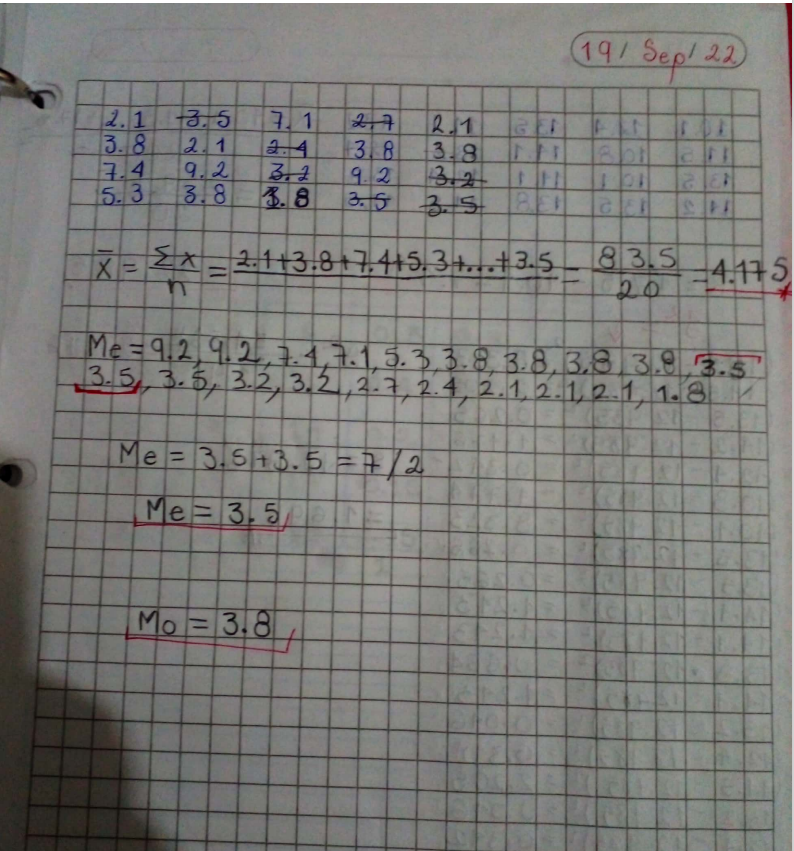 19/ Sep/ 22
2.1 3.5 7.1 2.7 2.1
3.8 2.1 2.4 3.8 3.8
7.4 9.2 3.2 9.2 3.2
5.3 3.8 1.8 3.5 3.5
x̄ = Σx/n = 2.1+3.8+7.4+5.3+...+3.5 = 83.5/20 = 4.175
Me = 9.2, 9.2, 7.4, 7.1, 5.3, 3.8, 3.8, 3.8, 3.8, 3.5
3.5, 3.5, 3.2, 3.2, 2.7, 2.4, 2.1, 2.1, 2.1, 1.8
Me = 3.5+3.5 = 7/2
Me = 3.5
Mo = 3.8